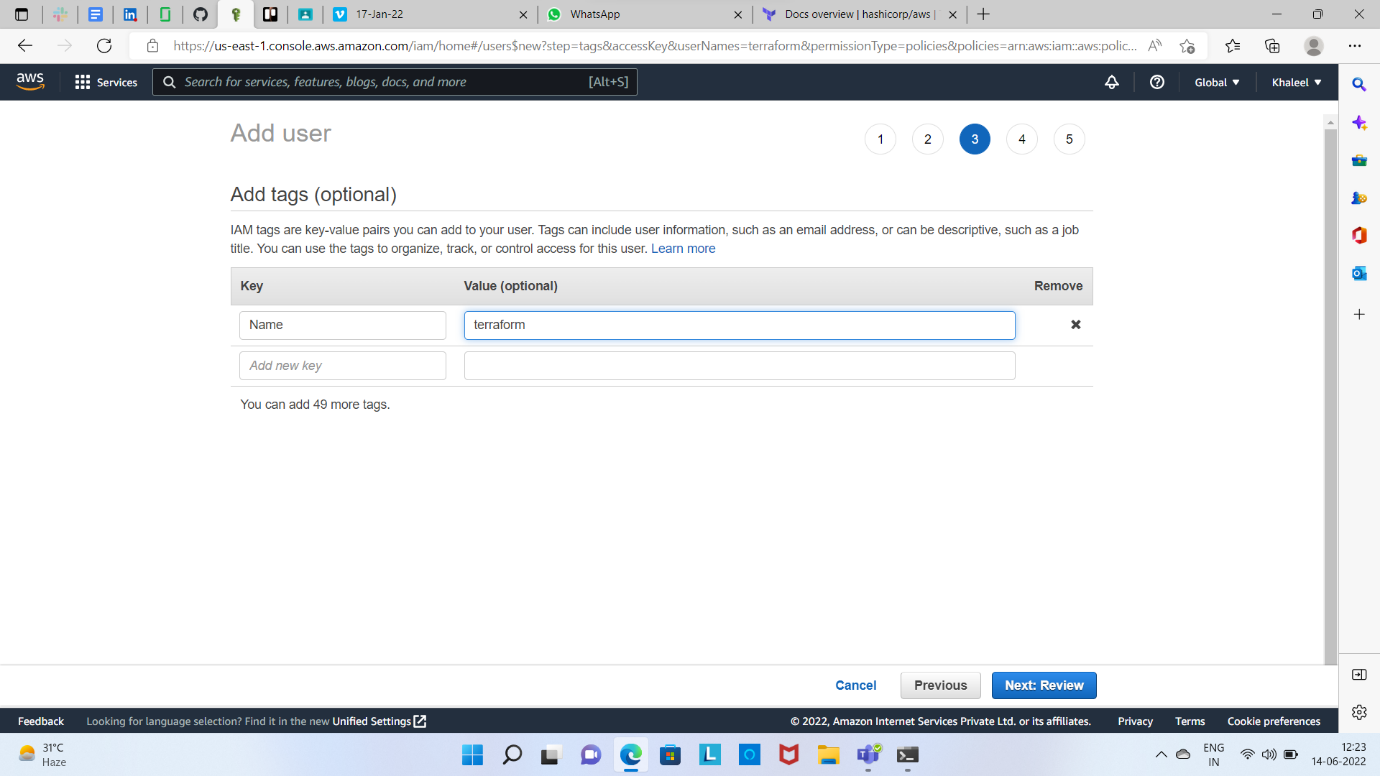 17-Jan-22
WhatsApp
Docs overview | hashicorp/aws |
https://us-east-1.console.aws.amazon.com/iam/home#/users$new?step=tags&accessKey&userNames=terraform&permissionType=policies&policies=arn:aws:iam::aws:polic...
aws
Services
Search for services, features, blogs, docs, and more
[Alt+S]
Global
Khaleel
Add user
1 2 3 4 5
Add tags (optional)
IAM tags are key-value pairs you can add to your user. Tags can include user information, such as an email address, or can be descriptive, such as a job
title. You can use the tags to organize, track, or control access for this user. Learn more
Key Value (optional) Remove
Name terraform
Add new key
You can add 49 more tags.
Cancel Previous Next: Review
Feedback Looking for language selection? Find it in the new Unified Settings © 2022, Amazon Internet Services Private Ltd. or its affiliates. Privacy Terms Cookie preferences
31°C
Haze
ENG
IN
12:23
14-06-2022